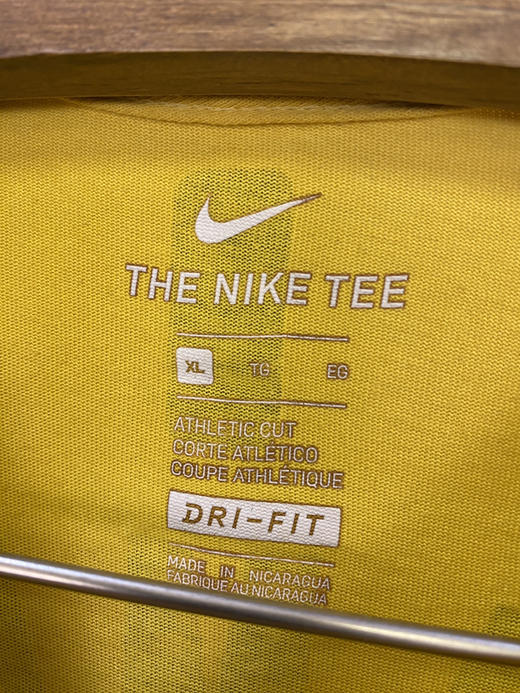 THE NIKE TEE
XL TG EG
ATHLETIC CUT
CORTE ATLÉTICO
COUPE ATHLÉTIQUE
DRI-FIT
MADE IN NICARAGUA
FABRIQUE AU NICARAGUA